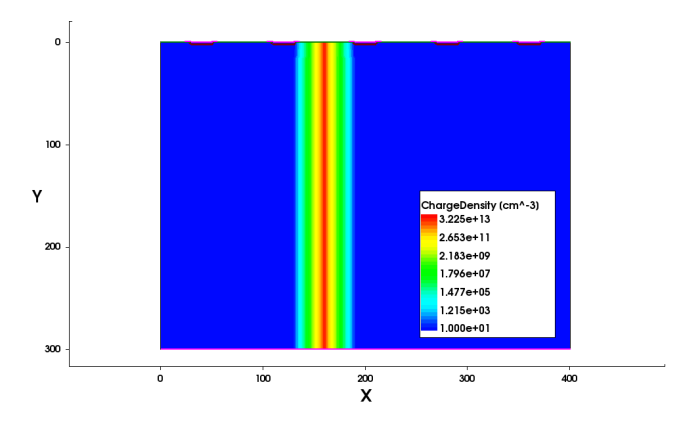 0
100
Y
200
300
ChargeDensity (cm^-3)
3.225e+13
2.653e+11
2.183e+09
1.796e+07
1.477e+05
1.215e+03
1.000e+01
0 100 200 300 400
X